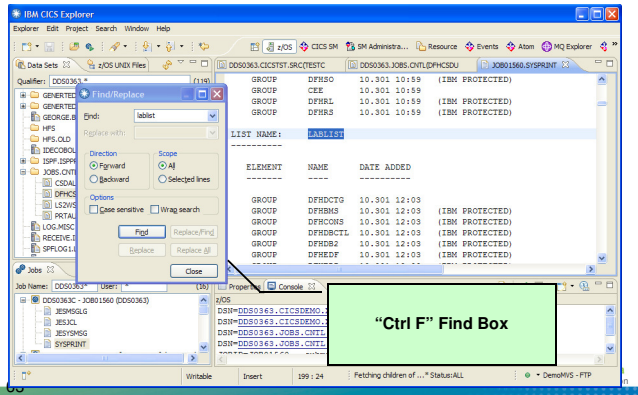 IBM CICS Explorer
Explorer Edit Project Search Window Help
z/OS CICS SM SM Administra... Resource Events Atom MQ Explorer
Data Sets z/OS UNIX Files
DDS0363.CICSTST.SRC(TESTC DDS0363.JOBS.CNTL(DFHCSDU JOB01560.SYSPRINT
Qualifier: DDS0363.* (119)
GENERTED
GENERTED
GEORGE.B
HFS
HFS.OLD
IDECOBOL
ISPF.ISPPR
JOBS.CNTL
CSDAL
DFHCS
LS2WS
PRTAU
LOG.MISC
RECEIVE.I
SPFLOG1.L
Find/Replace
Find: lablist
Replace with:
Direction Scope
Forward All
Backward Selected lines
Options
Case sensitive Wrap search
Find Replace/Find
Replace Replace All
Close
GROUP DFHSO 10.301 10:59 (IBM PROTECTED)
GROUP CEE 10.301 10:59
GROUP DFHRL 10.301 10:59 (IBM PROTECTED)
GROUP DFHRS 10.301 10:59 (IBM PROTECTED)
LIST NAME: LABLIST
----------
ELEMENT NAME DATE ADDED
------- ---- ----------
GROUP DFHDCTG 10.301 12:03
GROUP DFHBMS 10.301 12:03 (IBM PROTECTED)
GROUP DFHCONS 10.301 12:03 (IBM PROTECTED)
GROUP DFHDBCTL 10.301 12:03 (IBM PROTECTED)
GROUP DFHDB2 10.301 12:03 (IBM PROTECTED)
GROUP DFHEDF 10.301 12:03 (IBM PROTECTED)
Jobs
Job Name: DDS0363* User: * (16)
DDS0363C - JOB01560 (DDS0363)
JESMSGLG
JESJCL
JESYSMSG
SYSPRINT
Properties Console
z/OS
DSN=DDS0363.CICSDEMO.
DSN=DDS0363.CICSDEMO.
DSN=DDS0363.JOBS.CNTL
DSN=DDS0363.JOBS.CNTL
“Ctrl F” Find Box
Writable Insert 199 : 24 Fetching children of ..." Status:ALL DemoMVS - FTP